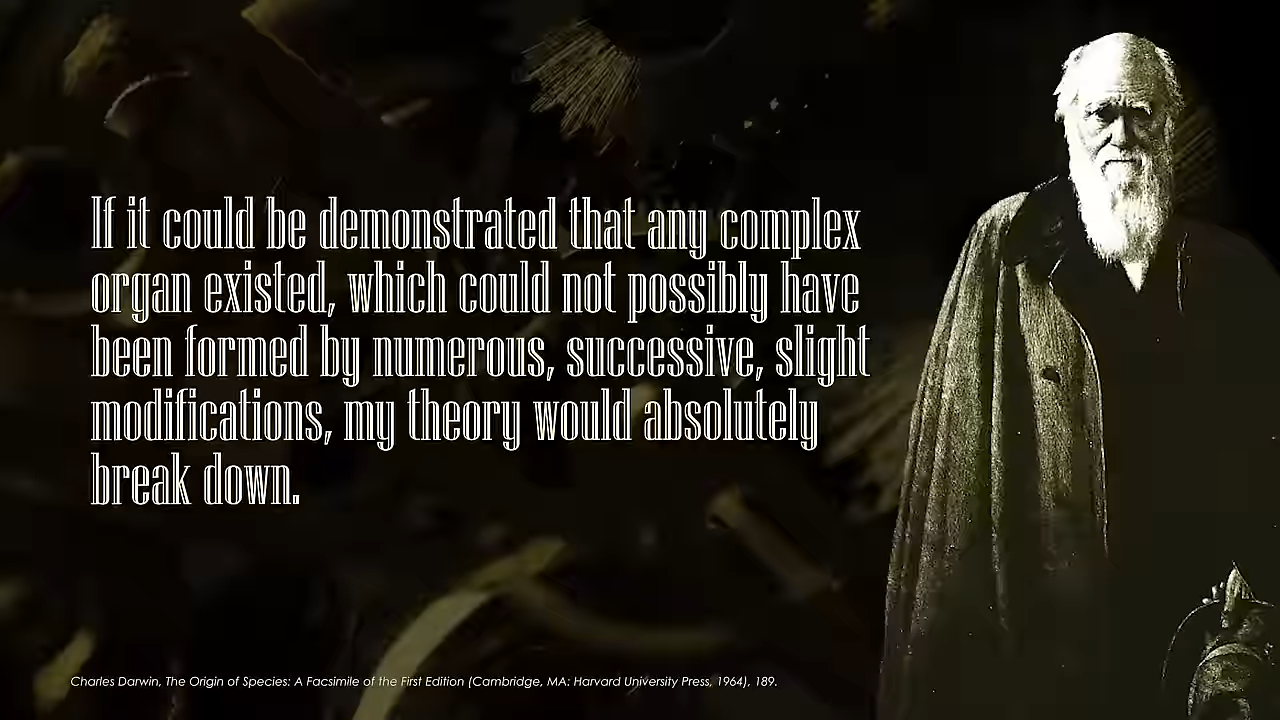 If it could be demonstrated that any complex
organ existed, which could not possibly have
been formed by numerous, successive, slight
modifications, my theory would absolutely
break down.
Charles Darwin, The Origin of Species: A Facsimile of the First Edition (Cambridge, MA: Harvard University Press, 1964), 189.